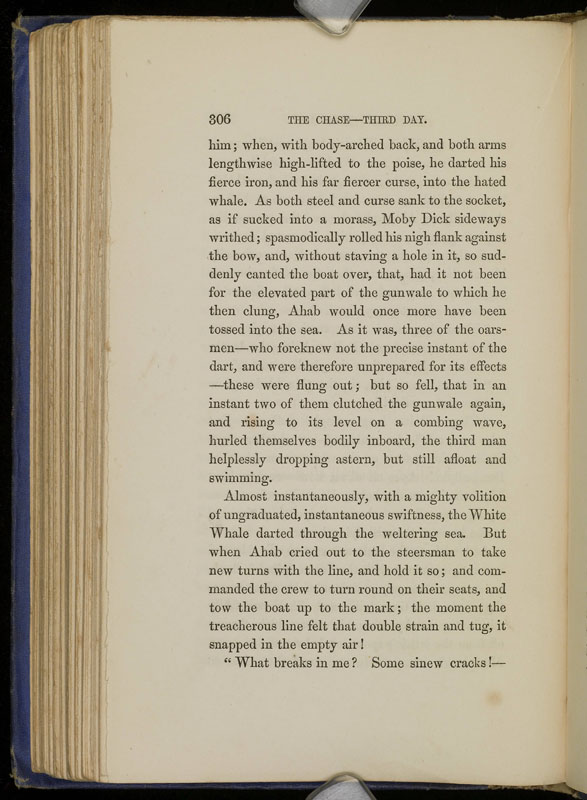 306 THE CHASE—THIRD DAY.
him; when, with body-arched back, and both arms
lengthwise high-lifted to the poise, he darted his
fierce iron, and his far fiercer curse, into the hated
whale. As both steel and curse sank to the socket,
as if sucked into a morass, Moby Dick sideways
writhed; spasmodically rolled his nigh flank against
the bow, and, without staving a hole in it, so sud-
denly canted the boat over, that, had it not been
for the elevated part of the gunwale to which he
then clung, Ahab would once more have been
tossed into the sea. As it was, three of the oars-
men—who foreknew not the precise instant of the
dart, and were therefore unprepared for its effects
—these were flung out; but so fell, that in an
instant two of them clutched the gunwale again,
and rising to its level on a combing wave,
hurled themselves bodily inboard, the third man
helplessly dropping astern, but still afloat and
swimming.
Almost instantaneously, with a mighty volition
of ungraduated, instantaneous swiftness, the White
Whale darted through the weltering sea. But
when Ahab cried out to the steersman to take
new turns with the line, and hold it so; and com-
manded the crew to turn round on their seats, and
tow the boat up to the mark; the moment the
treacherous line felt that double strain and tug, it
snapped in the empty air!
“What breaks in me? Some sinew cracks!—